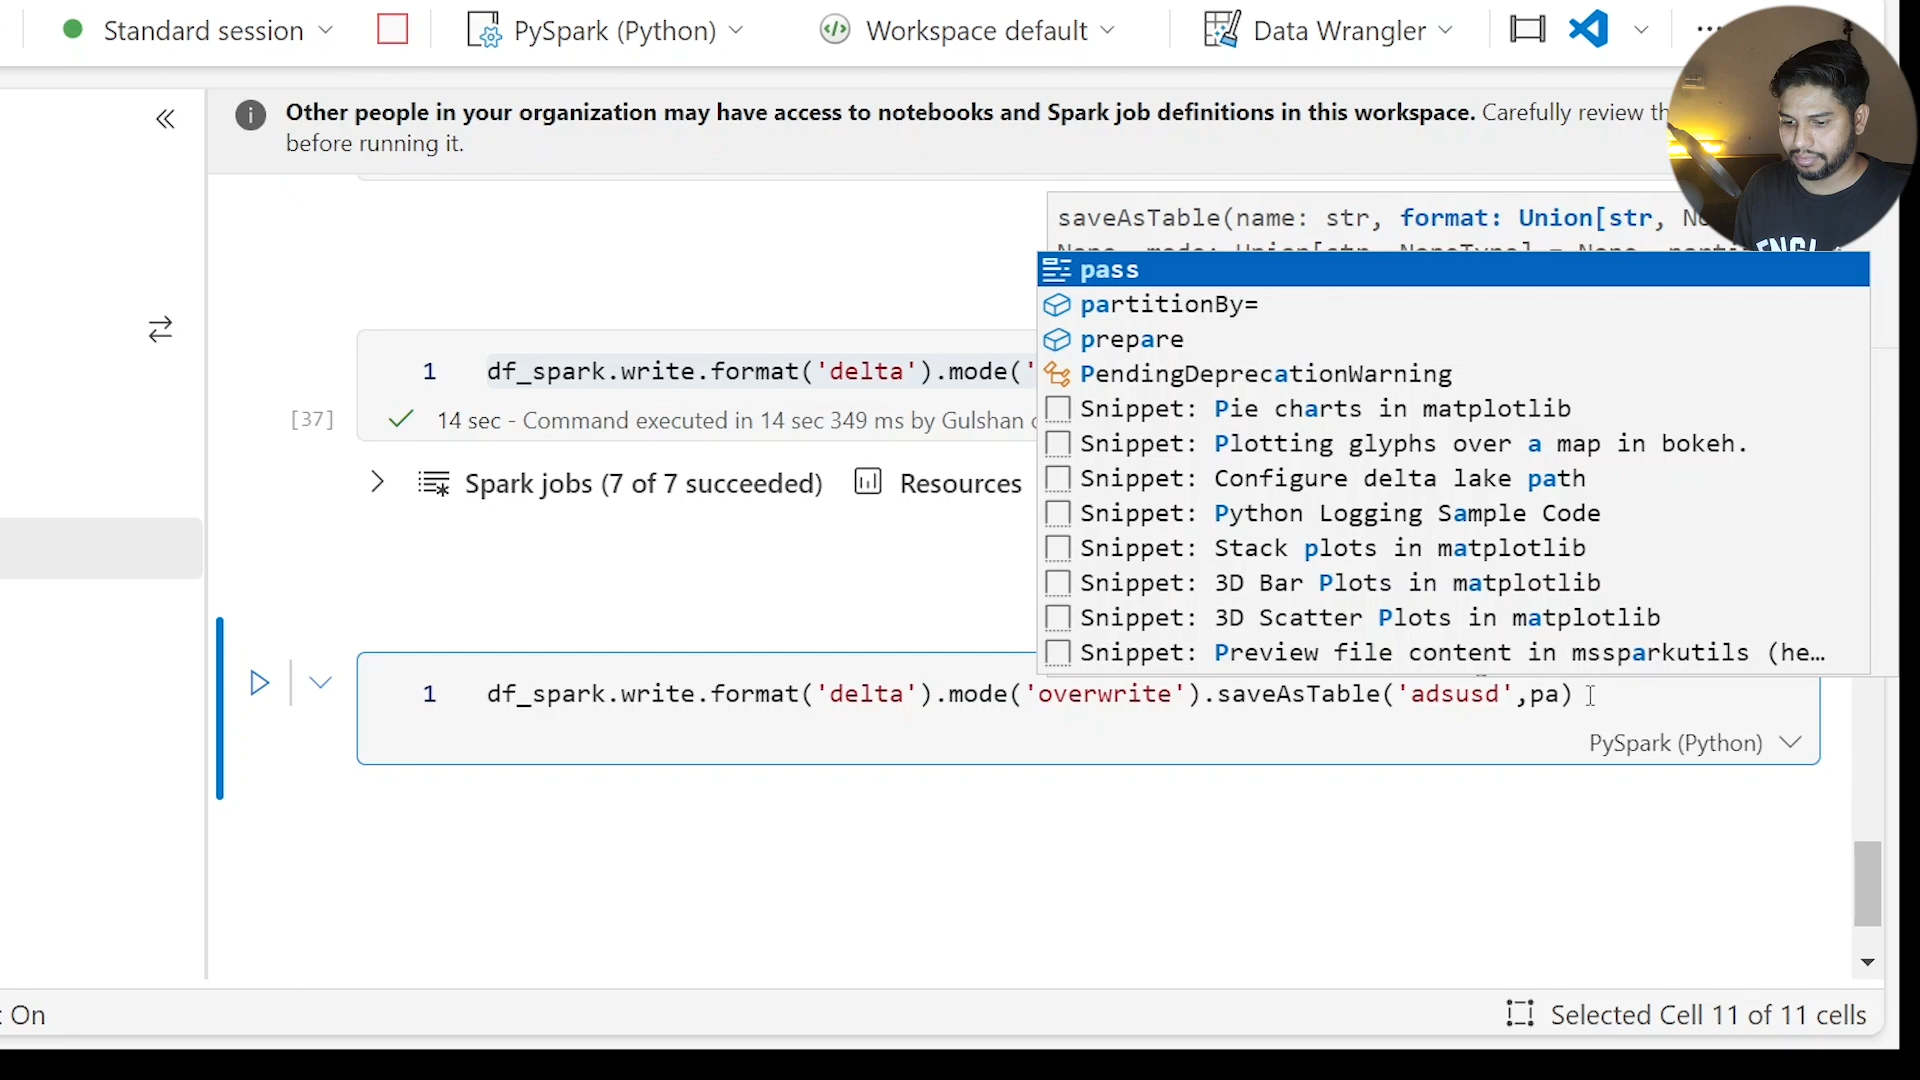 Standard session
PySpark (Python)
Workspace default
Data Wrangler
Other people in your organization may have access to notebooks and Spark job definitions in this workspace. Carefully review
before running it.
saveAsTable(name: str, format: Union[str,
pass
partitionBy=
prepare
PendingDeprecationWarning
Snippet: Pie charts in matplotlib
Snippet: Plotting glyphs over a map in bokeh.
Snippet: Configure delta lake path
Snippet: Python Logging Sample Code
Snippet: Stack plots in matplotlib
Snippet: 3D Bar Plots in matplotlib
Snippet: 3D Scatter Plots in matplotlib
Snippet: Preview file content in mssparkutils (he…
1 df_spark.write.format('delta').mode('
[37] 14 sec - Command executed in 14 sec 349 ms by Gulshan
Spark jobs (7 of 7 succeeded) Resources
1 df_spark.write.format('delta').mode('overwrite').saveAsTable('adsusd',pa)
PySpark (Python)
: On
Selected Cell 11 of 11 cells